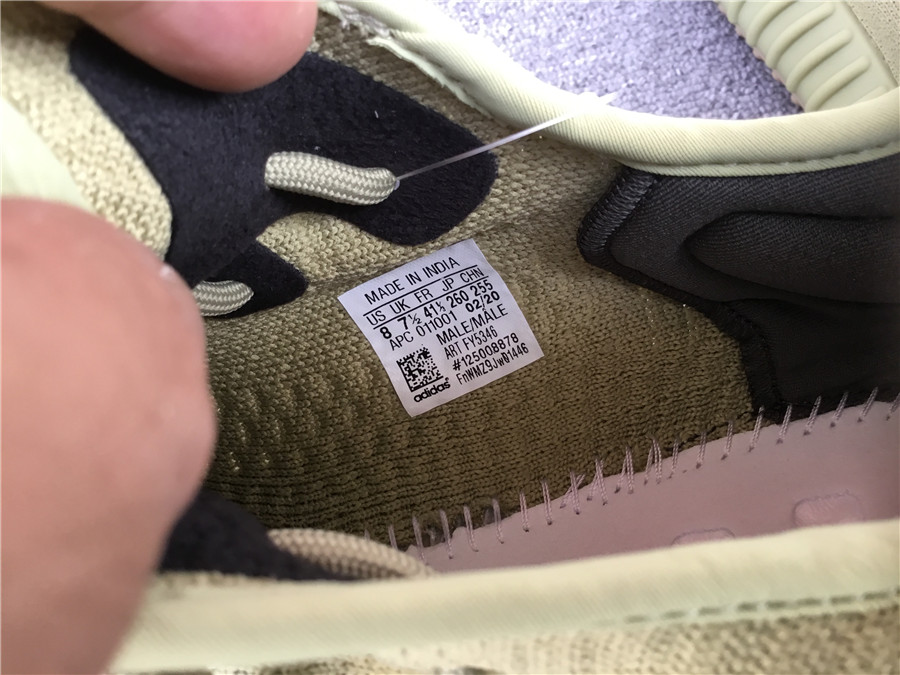 MADE IN INDIA
US UK FR JP CHN
8 7½ 41⅓ 260 255
APC 011001 02/20
MALE/MÂLE
ART FY5346
#125008878
FnWMZ9JwD1446
adidas®